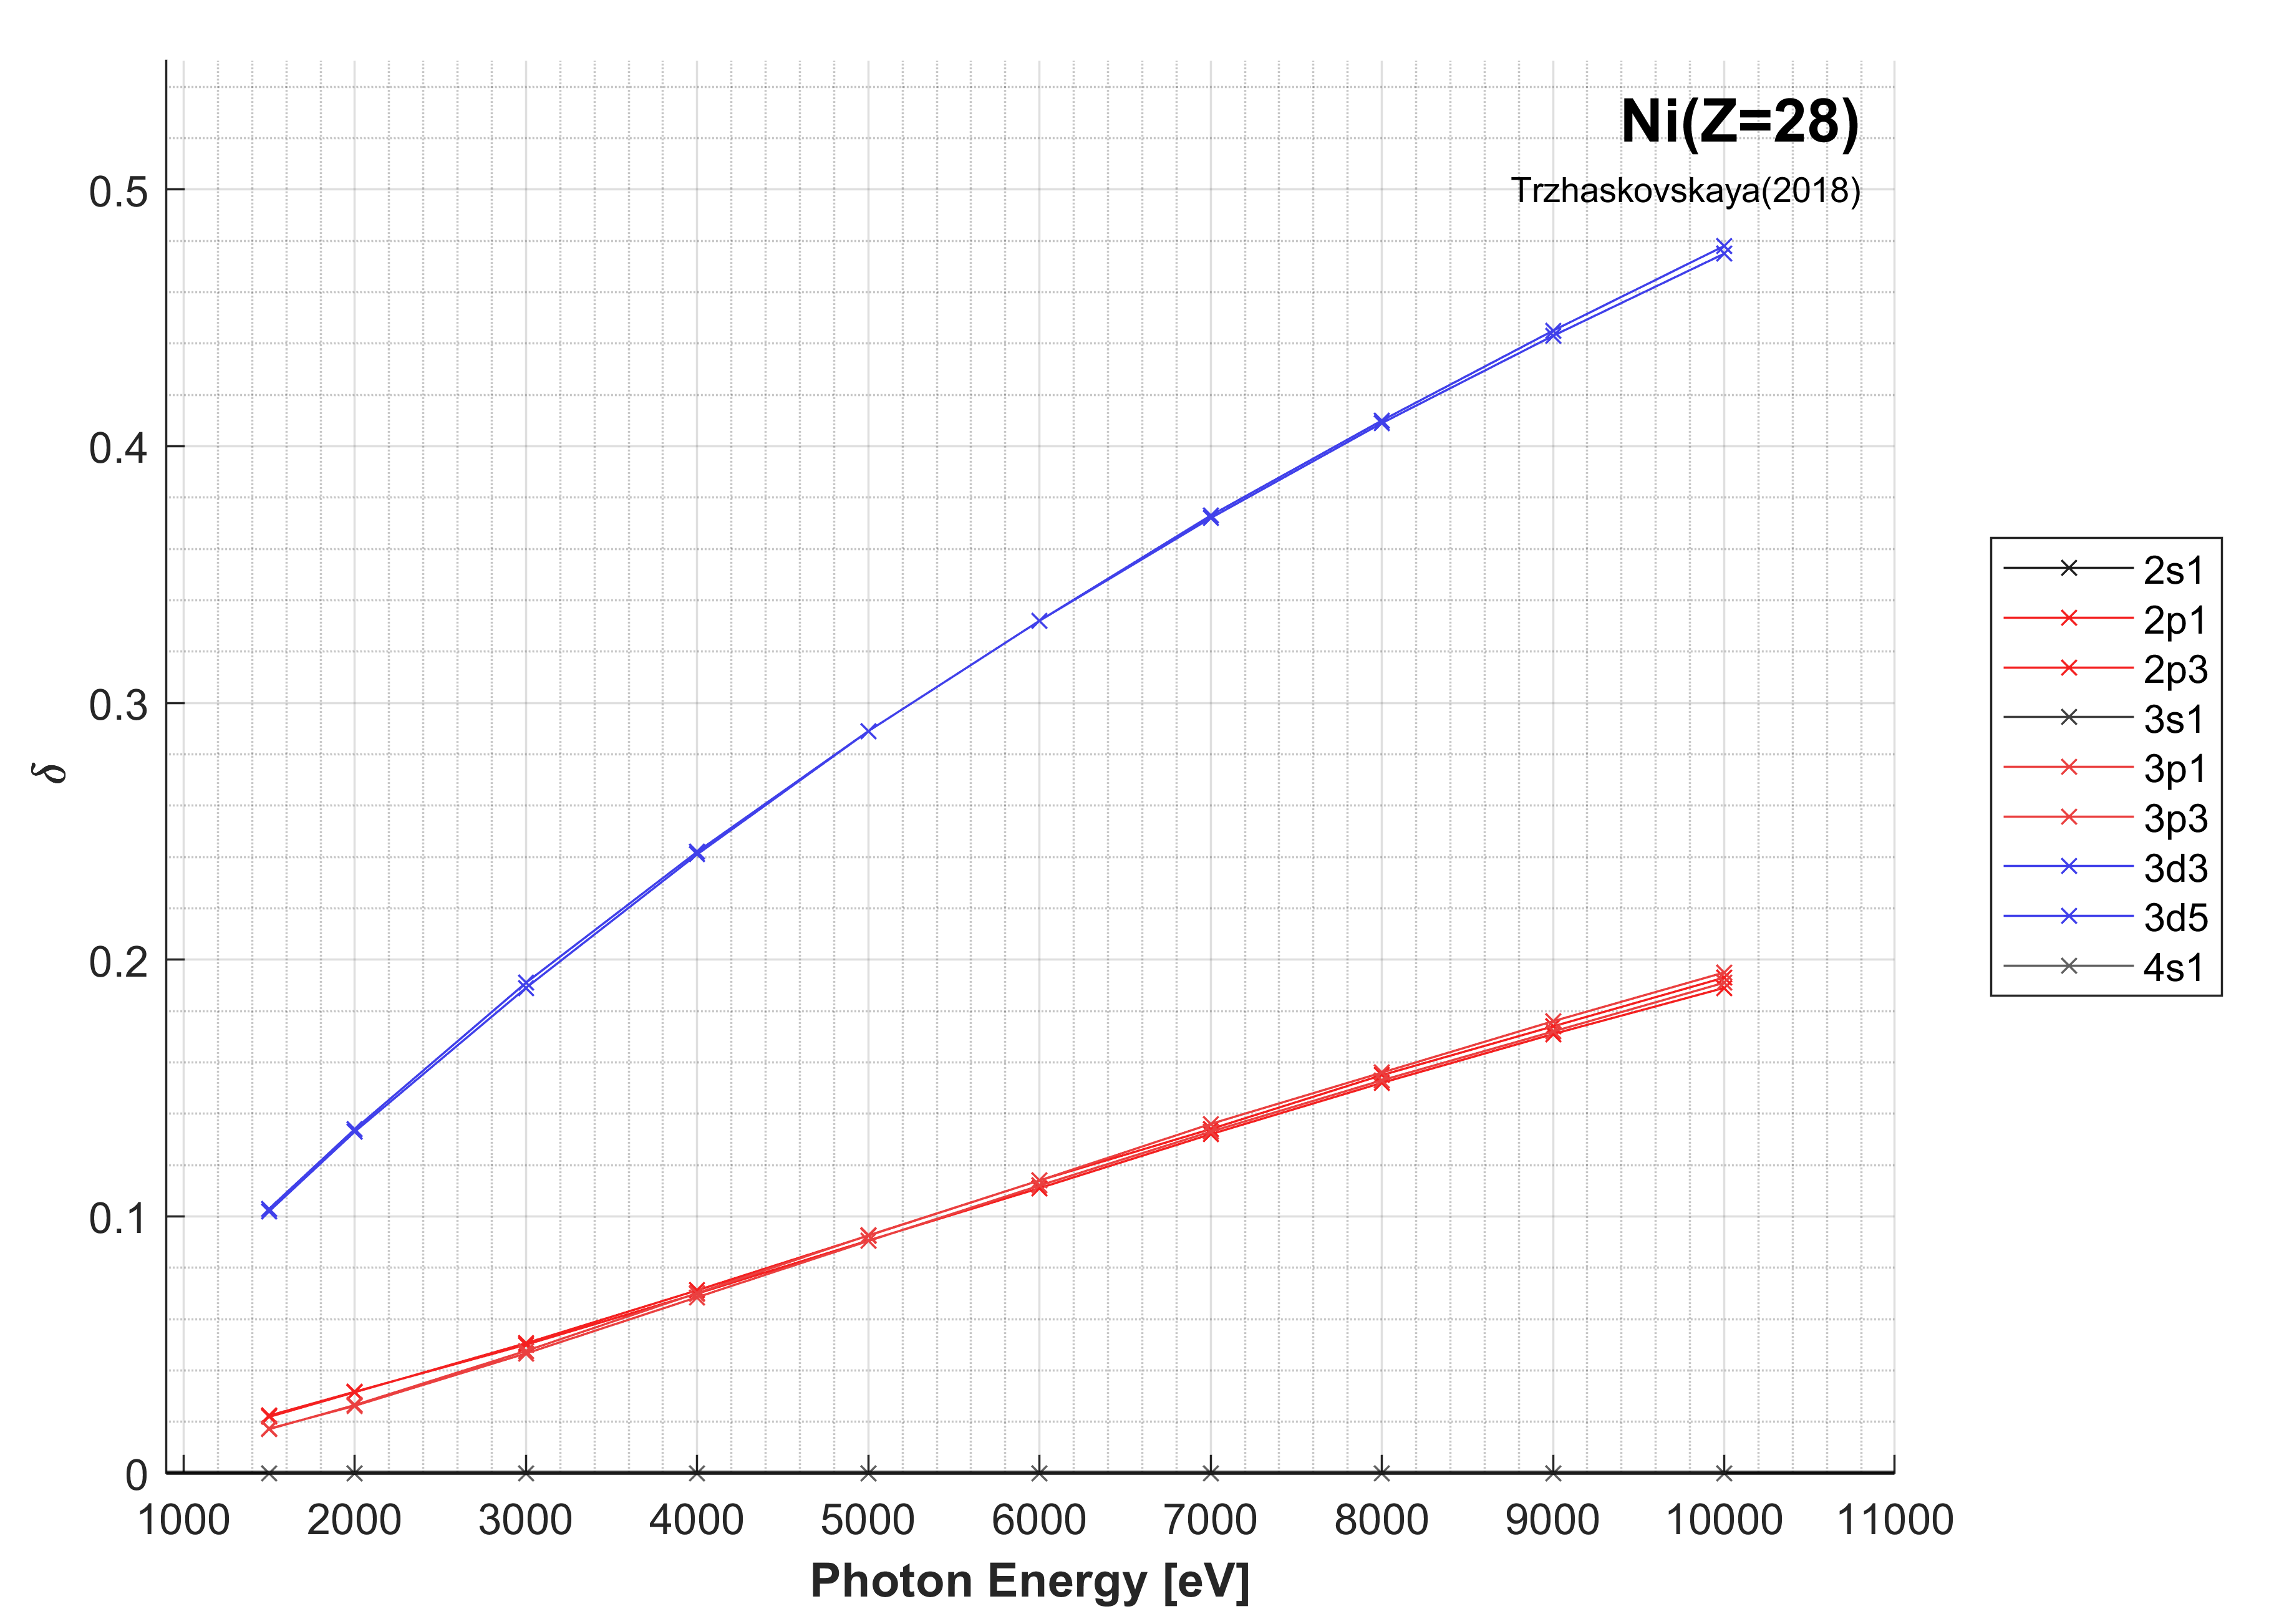 Ni(Z=28)
Trzhaskovskaya(2018)
0.5
0.4
0.3
0.2
0.1
0
δ
1000 2000 3000 4000 5000 6000 7000 8000 9000 10000 11000
Photon Energy [eV]
2s1
2p1
2p3
3s1
3p1
3p3
3d3
3d5
4s1